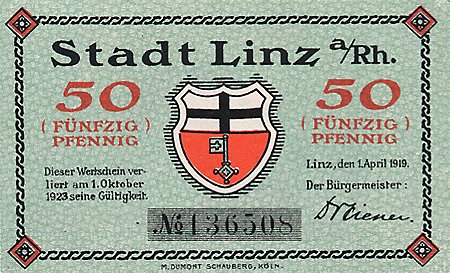 Stadt Linz a/Rh.
50
(FÜNFZIG)
PFENNIG
50
(FÜNFZIG)
PFENNIG
Dieser Wertschein ver-
liert am 1. Oktober
1923 seine Gültigkeit.
Linz, den 1. April 1919.
Der Bürgermeister:
№ 136508
M. DUMONT SCHAUBERG, KÖLN.